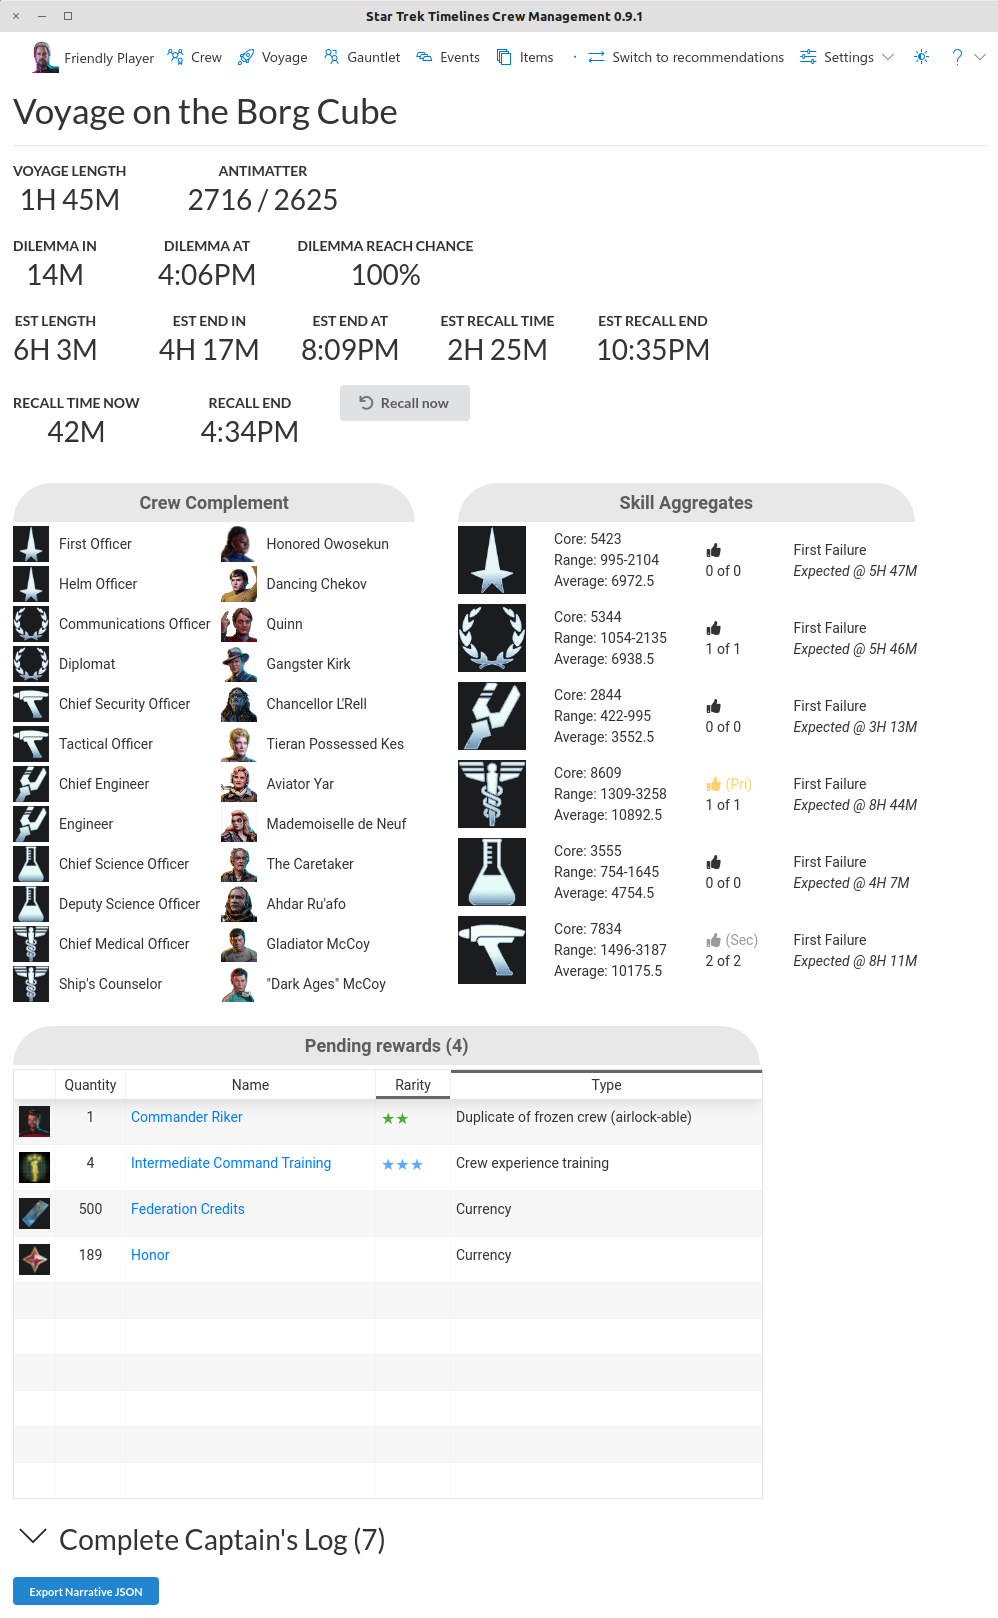 Star Trek Timelines Crew Management 0.9.1
Friendly Player Crew Voyage Gauntlet Events Items · Switch to recommendations Settings ?
Voyage on the Borg Cube
VOYAGE LENGTH ANTIMATTER
1H 45M 2716 / 2625
DILEMMA IN DILEMMA AT DILEMMA REACH CHANCE
14M 4:06PM 100%
EST LENGTH EST END IN EST END AT EST RECALL TIME EST RECALL END
6H 3M 4H 17M 8:09PM 2H 25M 10:35PM
RECALL TIME NOW RECALL END Recall now
42M 4:34PM
Crew Complement
First Officer Honored Owosekun
Helm Officer Dancing Chekov
Communications Officer Quinn
Diplomat Gangster Kirk
Chief Security Officer Chancellor L'Rell
Tactical Officer Tieran Possessed Kes
Chief Engineer Aviator Yar
Engineer Mademoiselle de Neuf
Chief Science Officer The Caretaker
Deputy Science Officer Ahdar Ru'afo
Chief Medical Officer Gladiator McCoy
Ship's Counselor "Dark Ages" McCoy
Skill Aggregates
Core: 5423
Range: 995-2104
Average: 6972.5
0 of 0
First Failure
Expected @ 5H 47M
Core: 5344
Range: 1054-2135
Average: 6938.5
1 of 1
First Failure
Expected @ 5H 46M
Core: 2844
Range: 422-995
Average: 3552.5
0 of 0
First Failure
Expected @ 3H 13M
Core: 8609
Range: 1309-3258
Average: 10892.5
(Pri)
1 of 1
First Failure
Expected @ 8H 44M
Core: 3555
Range: 754-1645
Average: 4754.5
0 of 0
First Failure
Expected @ 4H 7M
Core: 7834
Range: 1496-3187
Average: 10175.5
(Sec)
2 of 2
First Failure
Expected @ 8H 11M
Pending rewards (4)
Quantity Name Rarity Type
1 Commander Riker ★★ Duplicate of frozen crew (airlock-able)
4 Intermediate Command Training ★★★ Crew experience training
500 Federation Credits Currency
189 Honor Currency
Complete Captain's Log (7)
Export Narrative JSON